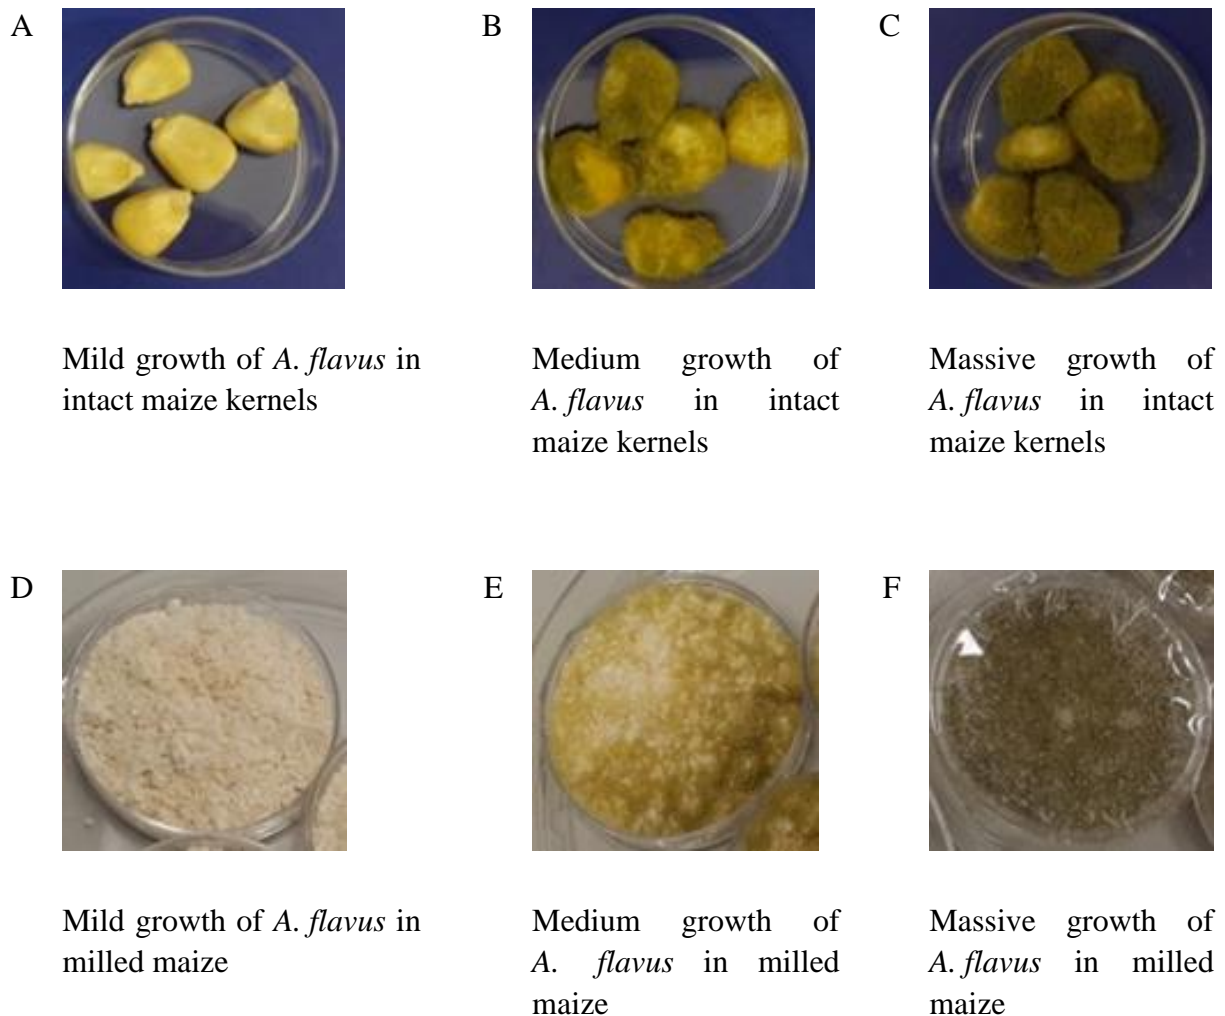 A
B
C
Mild growth of A. flavus in
intact maize kernels
Medium growth of
A. flavus in intact
maize kernels
Massive growth of
A. flavus in intact
maize kernels
D
E
F
Mild growth of A. flavus in
milled maize
Medium growth of
A. flavus in milled
maize
Massive growth of
A. flavus in milled
maize